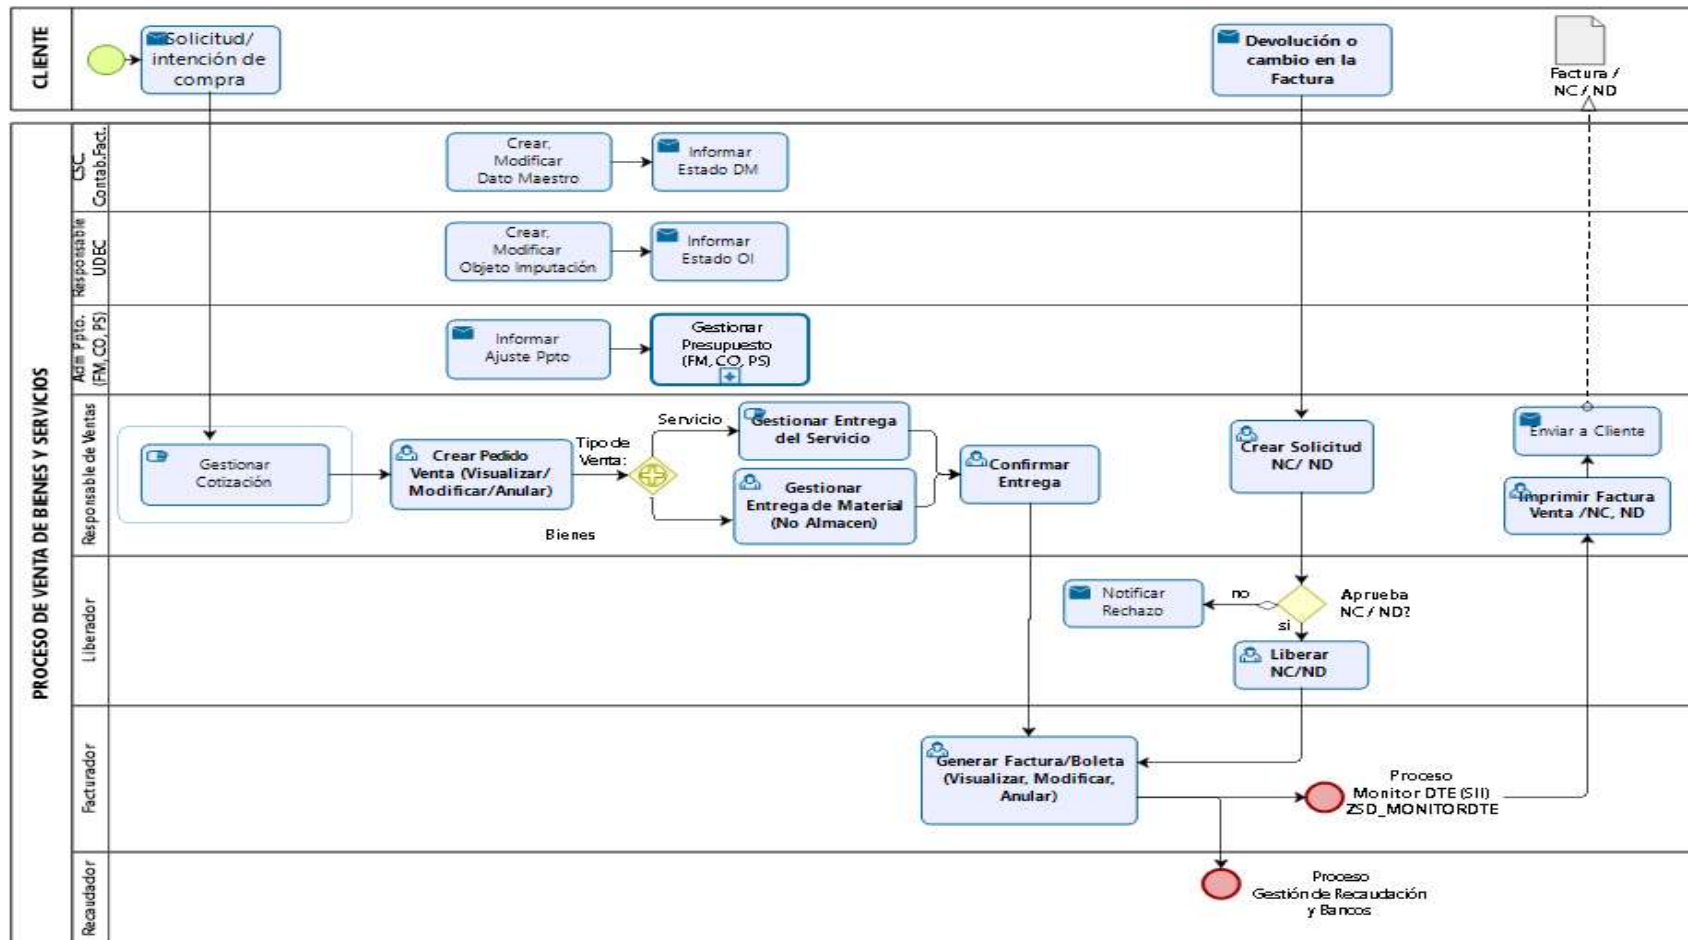 CLIENTE
Solicitud/
intención de
compra
Devolución o
cambio en la
Factura
Factura /
NC / ND
PROCESO DE VENTA DE BIENES Y SERVICIOS
CSC.
Contab.Fact.
Crear,
Modificar
Dato Maestro
Informar
Estado DM
Responsable
UDEC
Crear,
Modificar
Objeto Imputación
Informar
Estado OI
Adm Ppto.
(FM, CO, PS)
Informar
Ajuste Ppto
Gestionar
Presupuesto
(FM, CO, PS)
Responsable de Ventas
Gestionar
Cotización
Crear Pedido
Venta (Visualizar/
Modificar/Anular)
Tipo de
Venta:
Servicio
Bienes
Gestionar Entrega
del Servicio
Gestionar
Entrega de Material
(No Almacen)
Confirmar
Entrega
Crear Solicitud
NC/ ND
Enviar a Cliente
Imprimir Factura
Venta /NC, ND
Liberador
Notificar
Rechazo
no
Aprueba
NC / ND?
si
Liberar
NC/ND
Facturador
Generar Factura/Boleta
(Visualizar, Modificar,
Anular)
Proceso
Monitor DTE (SII)
ZSD_MONITORDTE
Recaudador
Proceso
Gestión de Recaudación
y Bancos